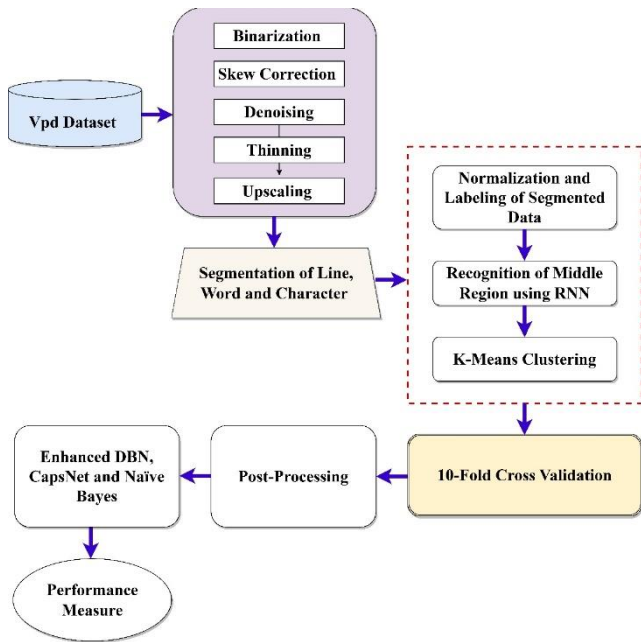 Binarization
Skew Correction
Denoising
Thinning
Upscaling
Vpd Dataset
Segmentation of Line,
Word and Character
Normalization and
Labeling of Segmented
Data
Recognition of Middle
Region using RNN
K-Means Clustering
10-Fold Cross Validation
Post-Processing
Enhanced DBN,
CapsNet and Naïve
Bayes
Performance
Measure